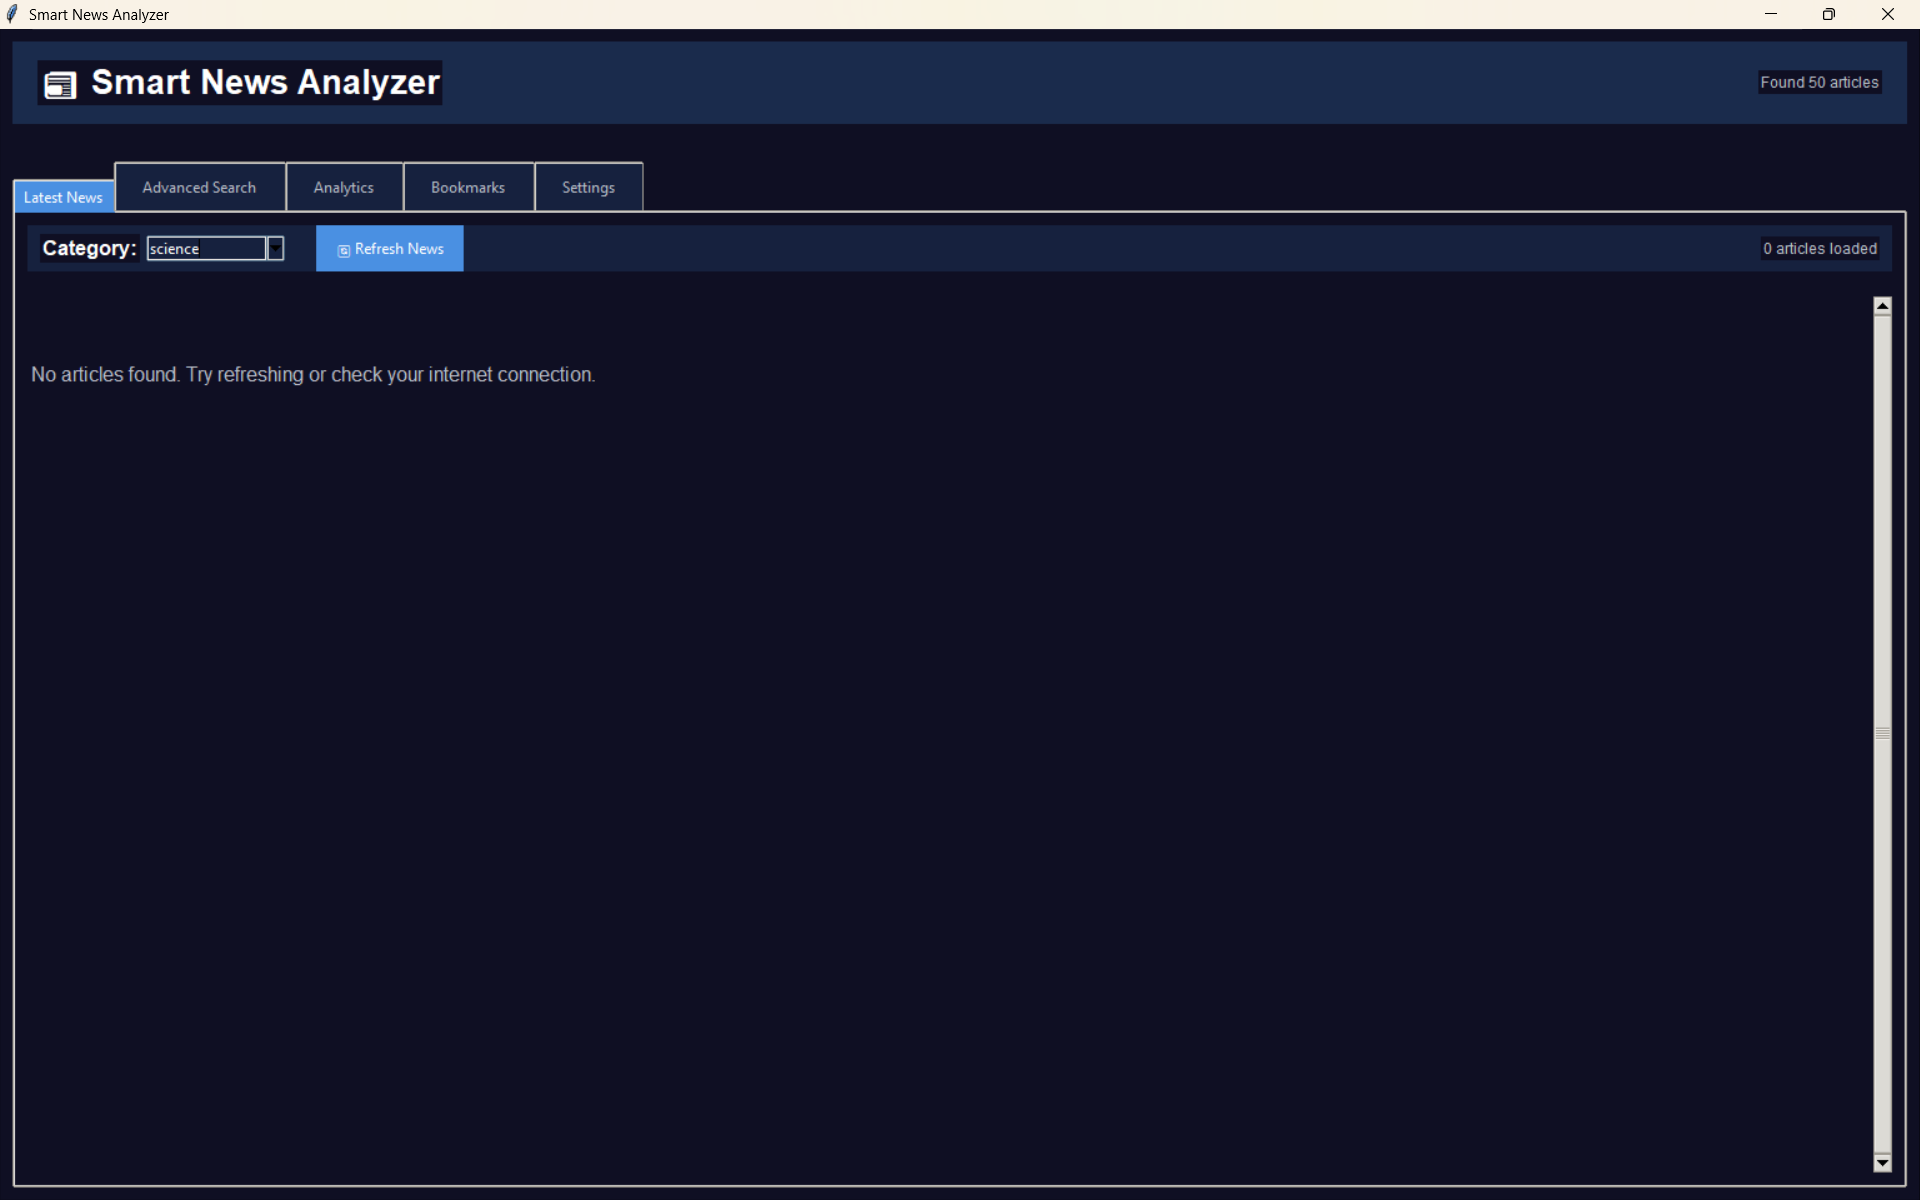 Smart News Analyzer
Smart News Analyzer
Found 50 articles
Latest News
Advanced Search
Analytics
Bookmarks
Settings
Category:
science
Refresh News
0 articles loaded
No articles found. Try refreshing or check your internet connection.